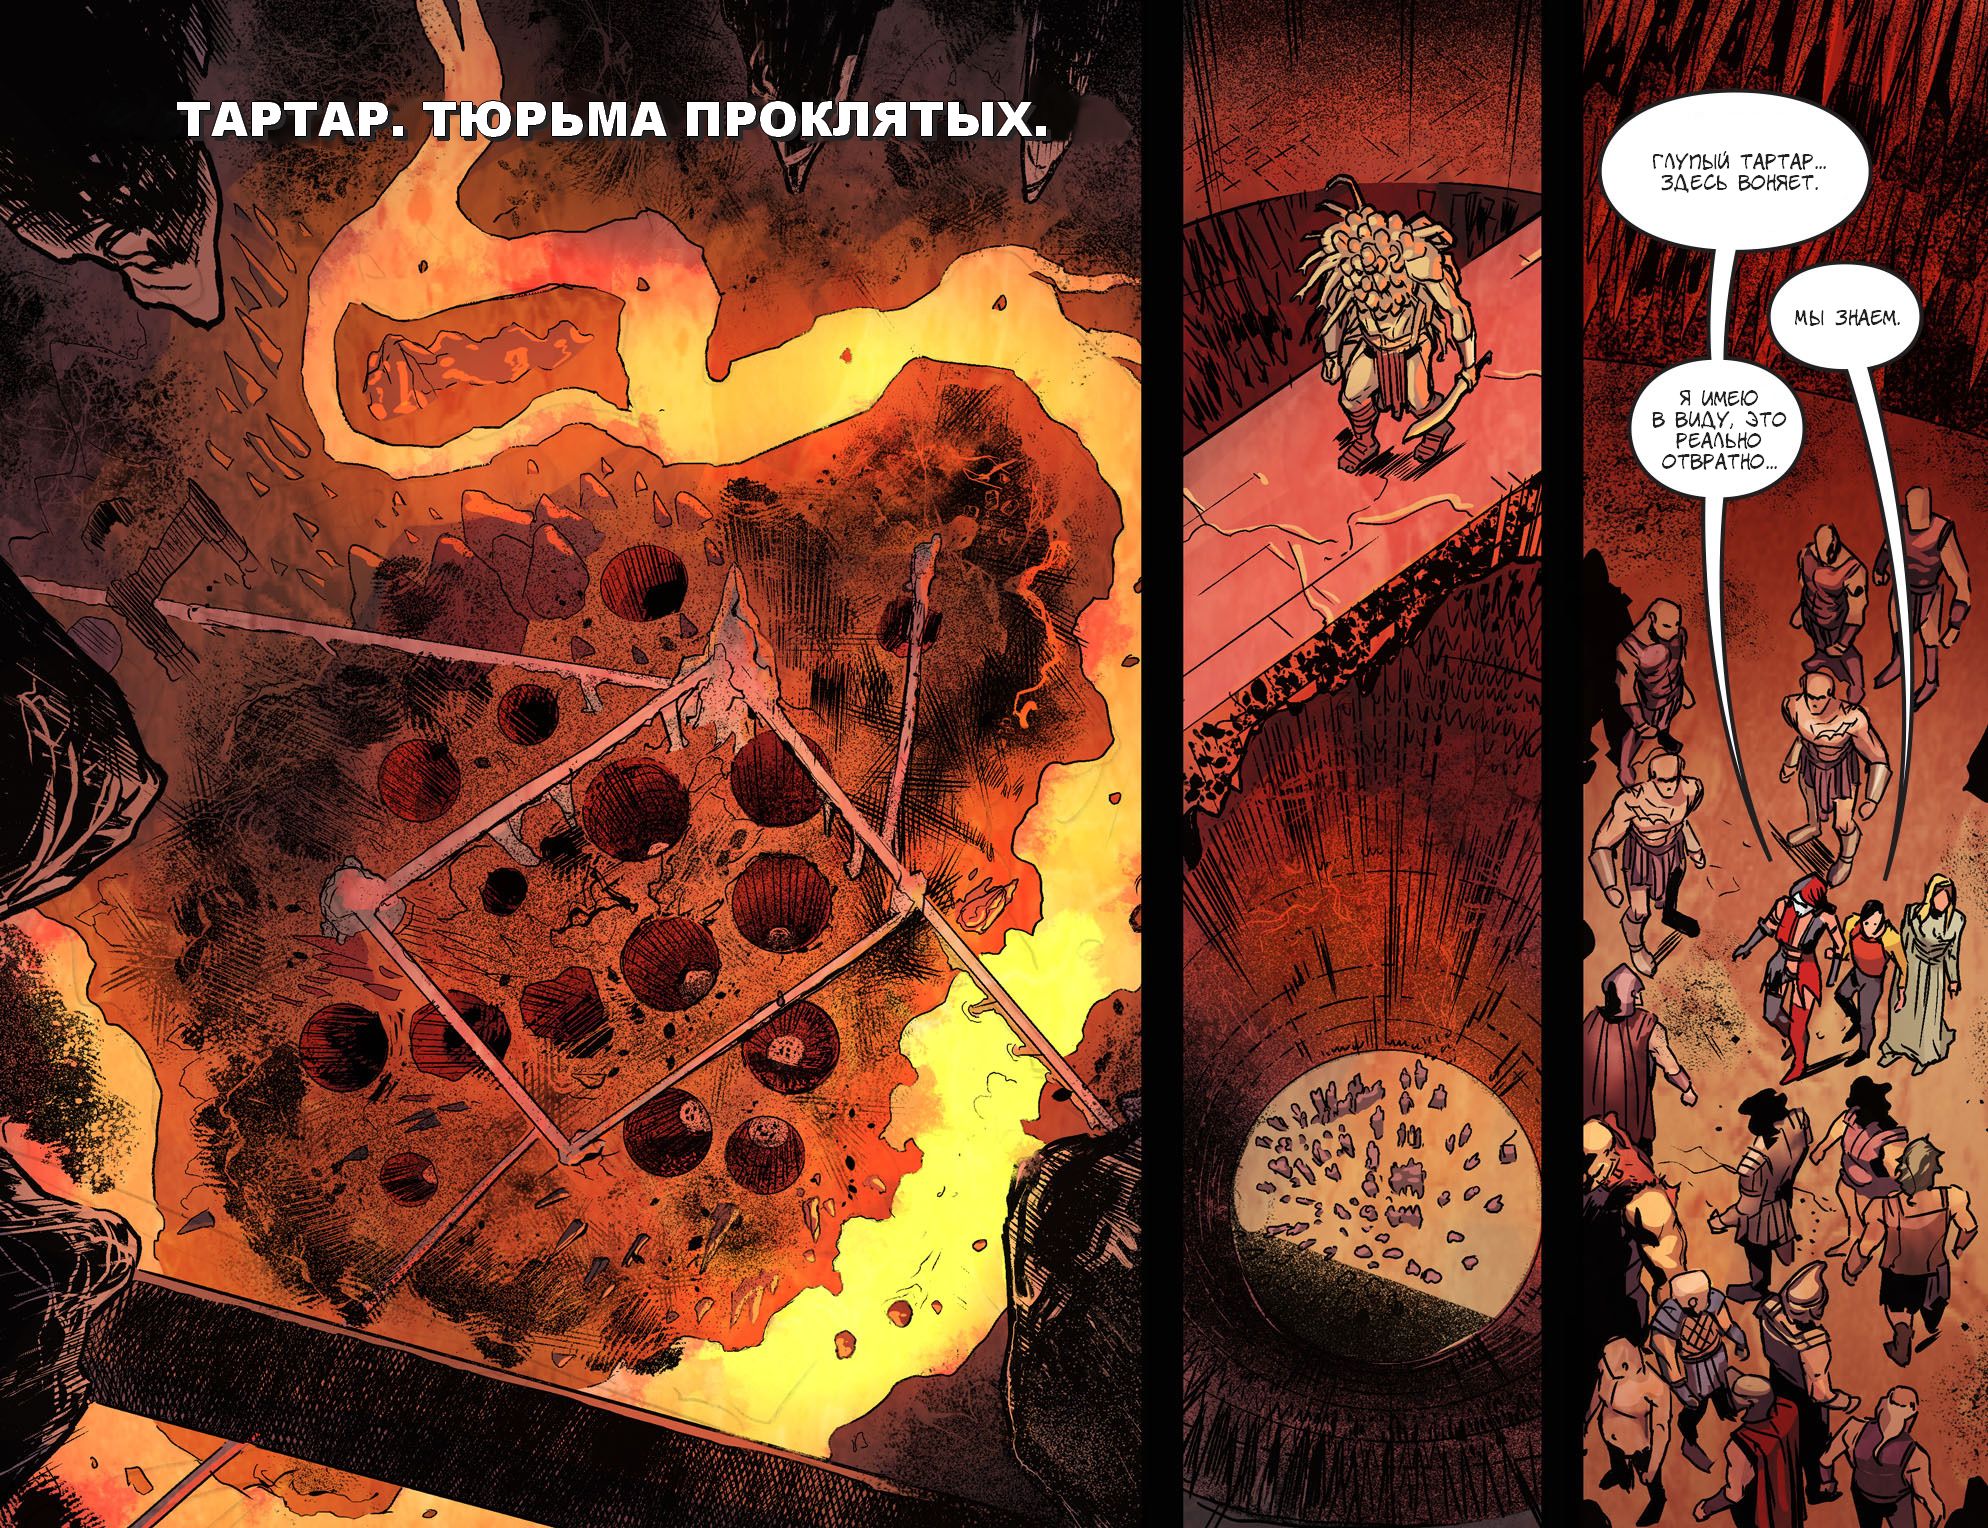 ТАРТАР. ТЮРЬМА ПРОКЛЯТЫХ.
ГЛУПЫЙ ТАРТАР...
ЗДЕСЬ ВОНЯЕТ.
МЫ ЗНАЕМ.
Я ИМЕЮ
В ВИДУ, ЭТО
РЕАЛЬНО
ОТВРАТНО...